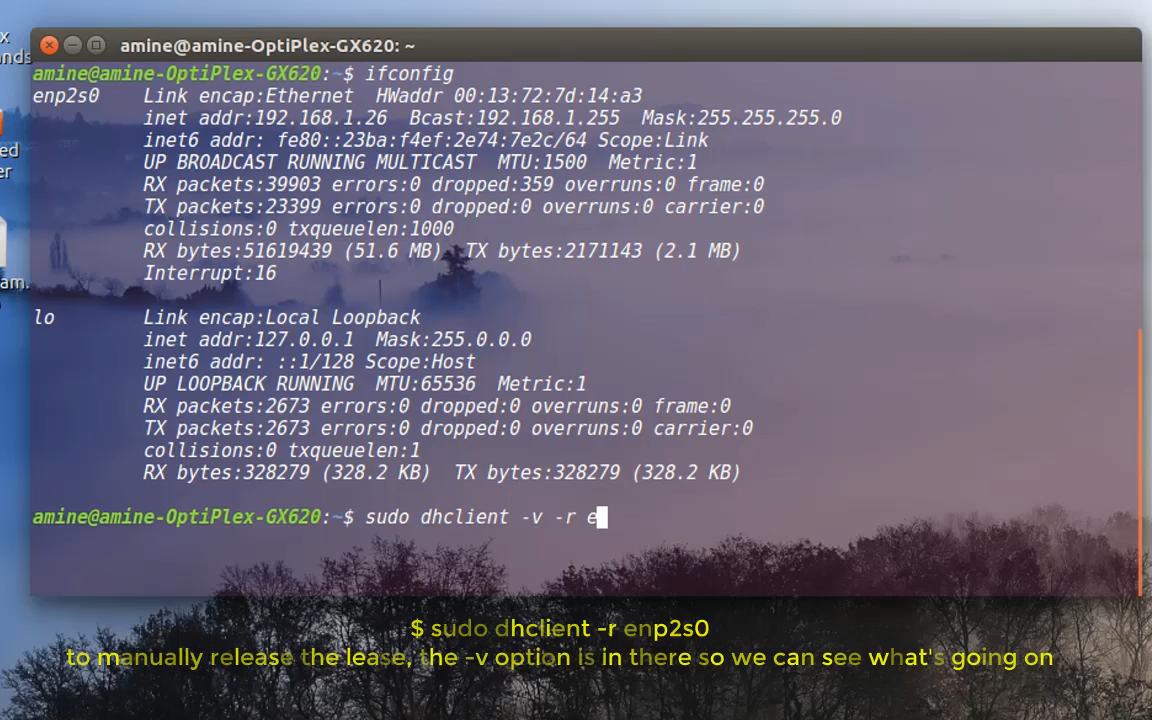 x
nds
ed
er
am.
amine@amine-OptiPlex-GX620: ~
amine@amine-OptiPlex-GX620:~$ ifconfig
enp2s0 Link encap:Ethernet HWaddr 00:13:72:7d:14:a3
inet addr:192.168.1.26 Bcast:192.168.1.255 Mask:255.255.255.0
inet6 addr: fe80::23ba:f4ef:2e74:7e2c/64 Scope:Link
UP BROADCAST RUNNING MULTICAST MTU:1500 Metric:1
RX packets:39903 errors:0 dropped:359 overruns:0 frame:0
TX packets:23399 errors:0 dropped:0 overruns:0 carrier:0
collisions:0 txqueuelen:1000
RX bytes:51619439 (51.6 MB) TX bytes:2171143 (2.1 MB)
Interrupt:16
lo Link encap:Local Loopback
inet addr:127.0.0.1 Mask:255.0.0.0
inet6 addr: ::1/128 Scope:Host
UP LOOPBACK RUNNING MTU:65536 Metric:1
RX packets:2673 errors:0 dropped:0 overruns:0 frame:0
TX packets:2673 errors:0 dropped:0 overruns:0 carrier:0
collisions:0 txqueuelen:1
RX bytes:328279 (328.2 KB) TX bytes:328279 (328.2 KB)
amine@amine-OptiPlex-GX620:~$ sudo dhclient -v -r e
$ sudo dhclient -r enp2s0
to manually release the lease, the -v option is in there so we can see what's going on